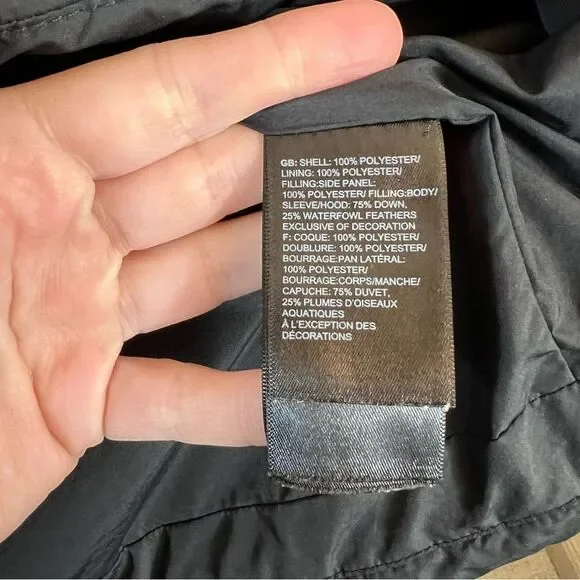 GB: SHELL: 100% POLYESTER/
LINING: 100% POLYESTER/
FILLING:SIDE PANEL:
100% POLYESTER/ FILLING:BODY/
SLEEVE/HOOD: 75% DOWN,
25% WATERFOWL FEATHERS
EXCLUSIVE OF DECORATION
F: COQUE: 100% POLYESTER/
DOUBLURE: 100% POLYESTER/
BOURRAGE:PAN LATÉRAL:
100% POLYESTER/
BOURRAGE:CORPS/MANCHE/
CAPUCHE: 75% DUVET,
25% PLUMES D'OISEAUX
AQUATIQUES
À L'EXCEPTION DES
DÉCORATIONS